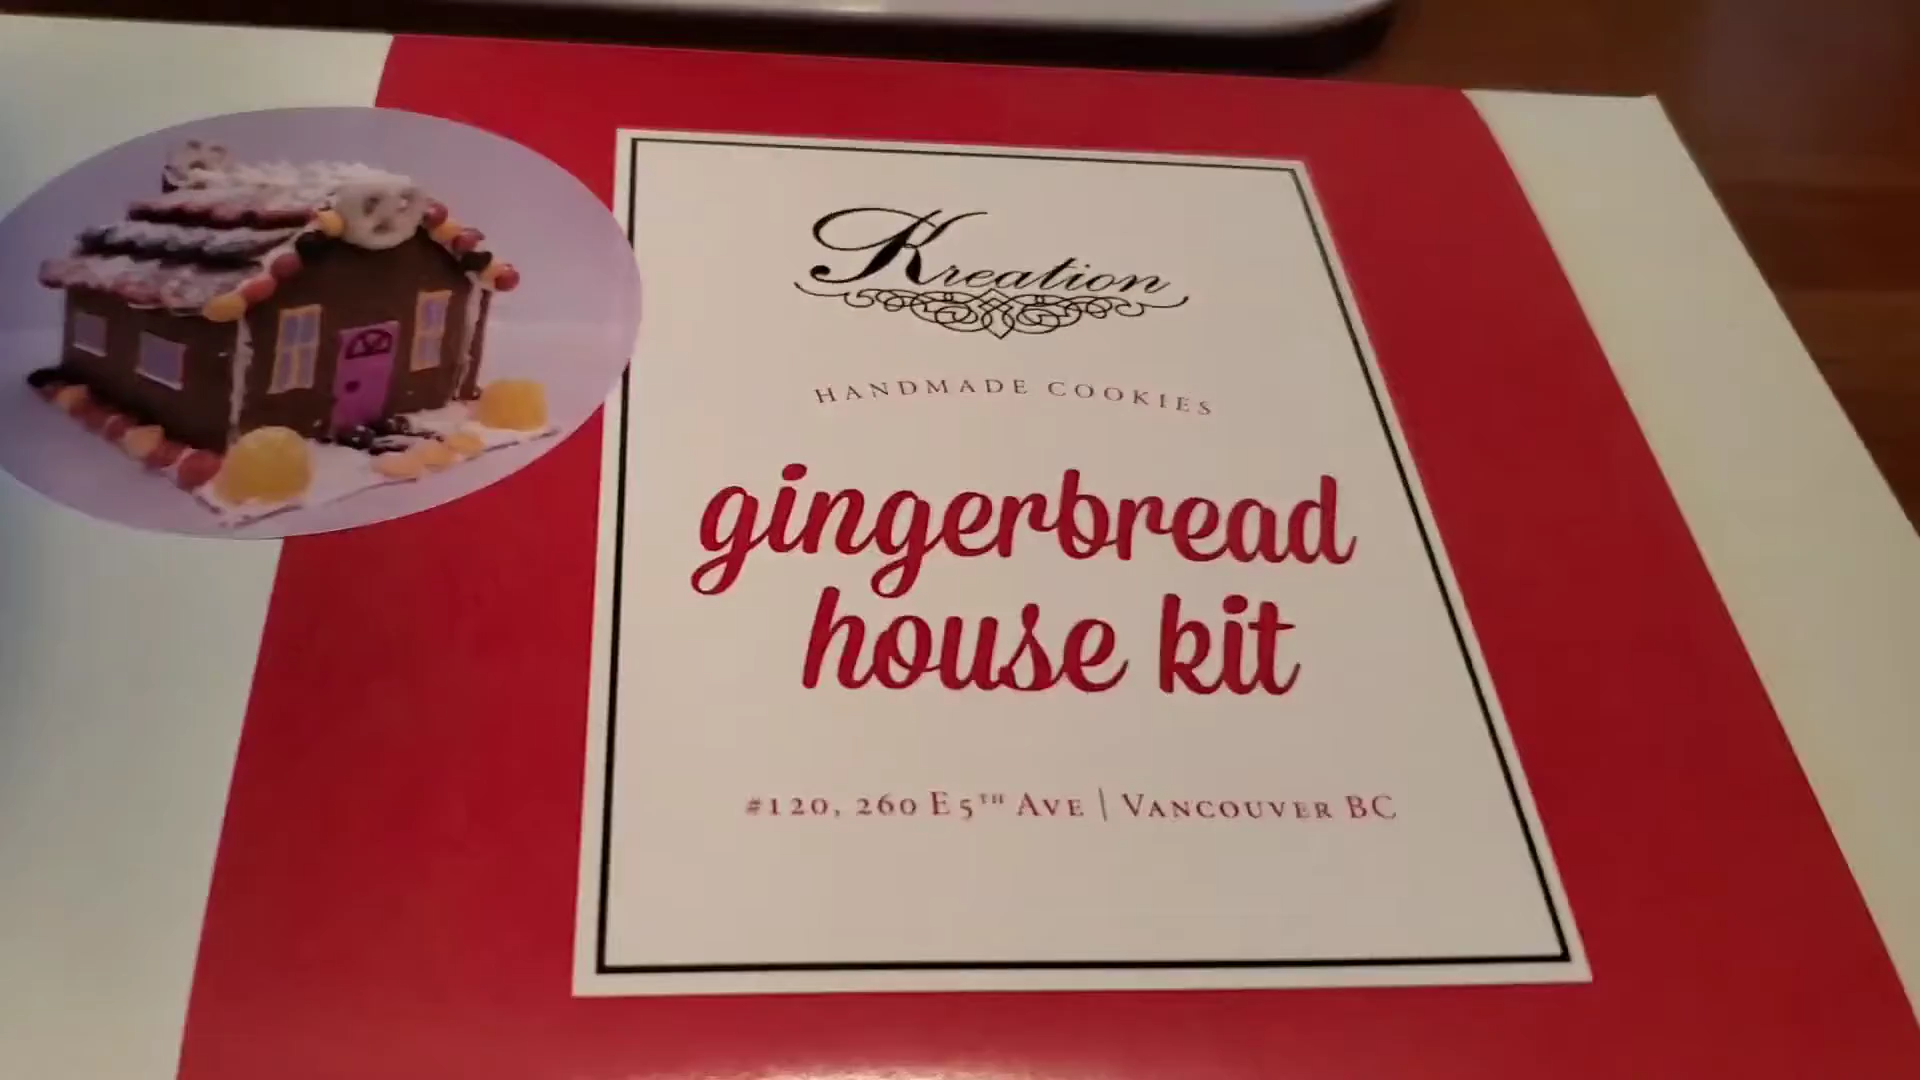 Kreation
HANDMADE COOKIES
gingerbread
house kit
#120, 260 E 5TH AVE | VANCOUVER BC